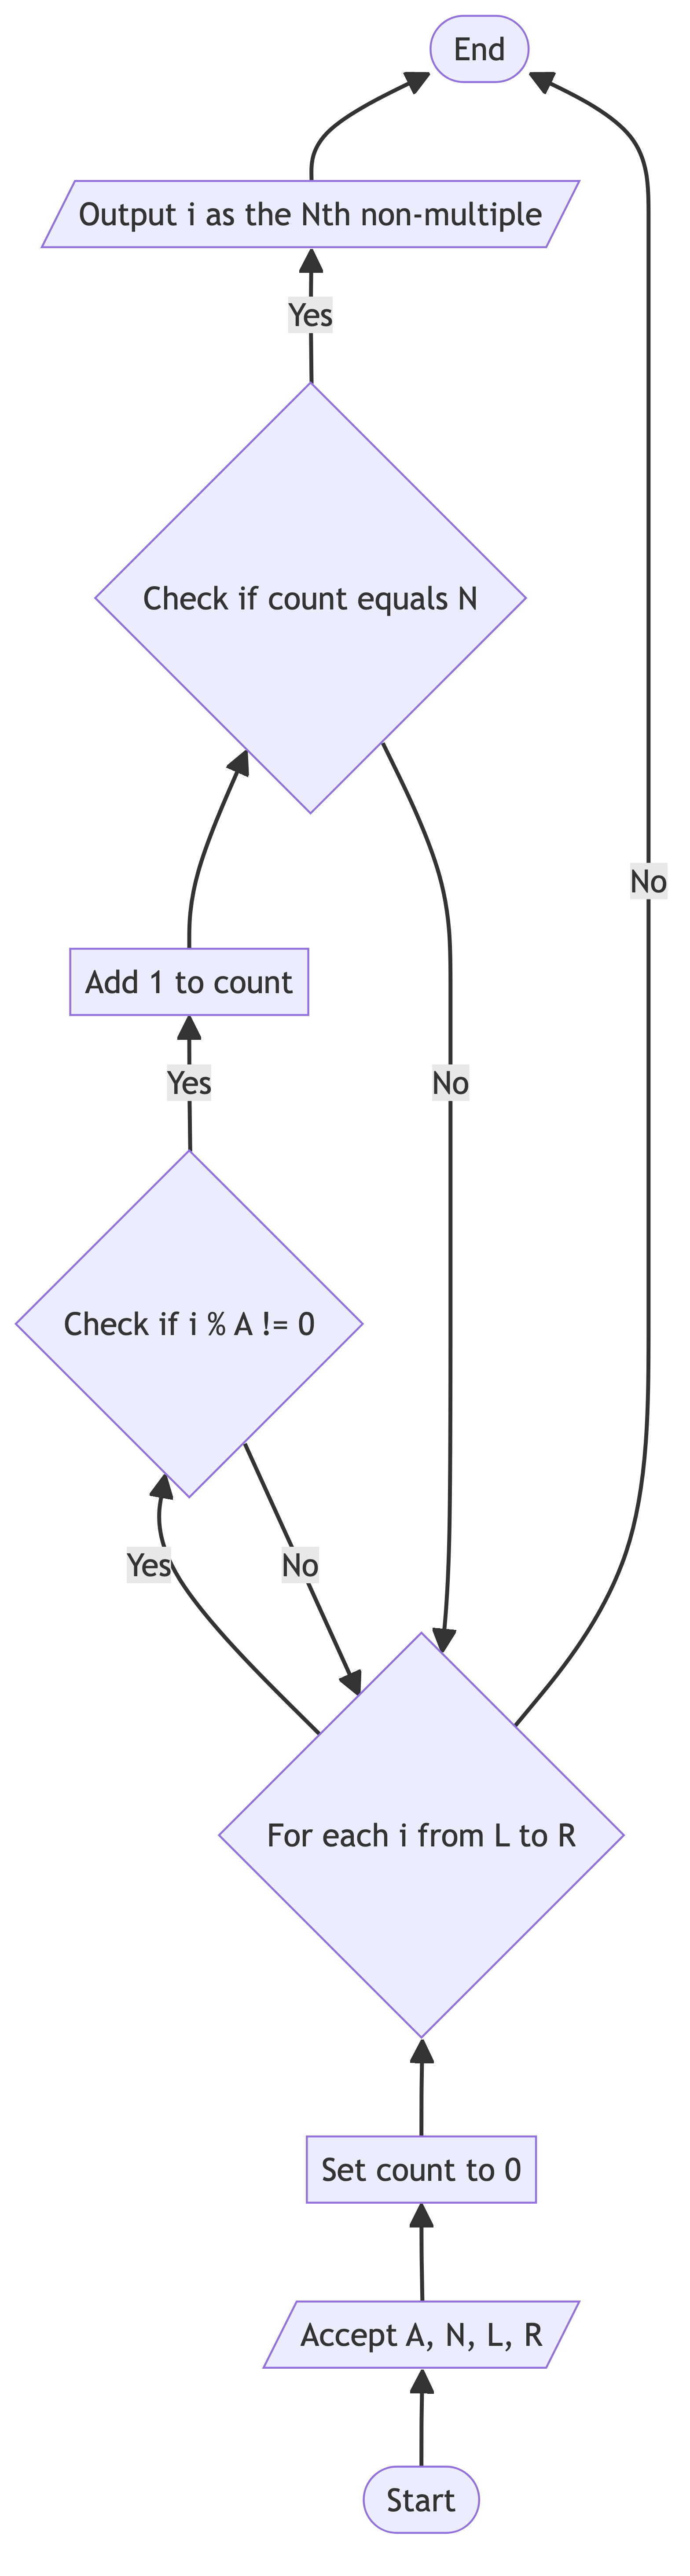 End
Output i as the Nth non-multiple
Yes
Check if count equals N
No
Add 1 to count
Yes
No
Check if i % A != 0
Yes
No
For each i from L to R
Set count to 0
Accept A, N, L, R
Start